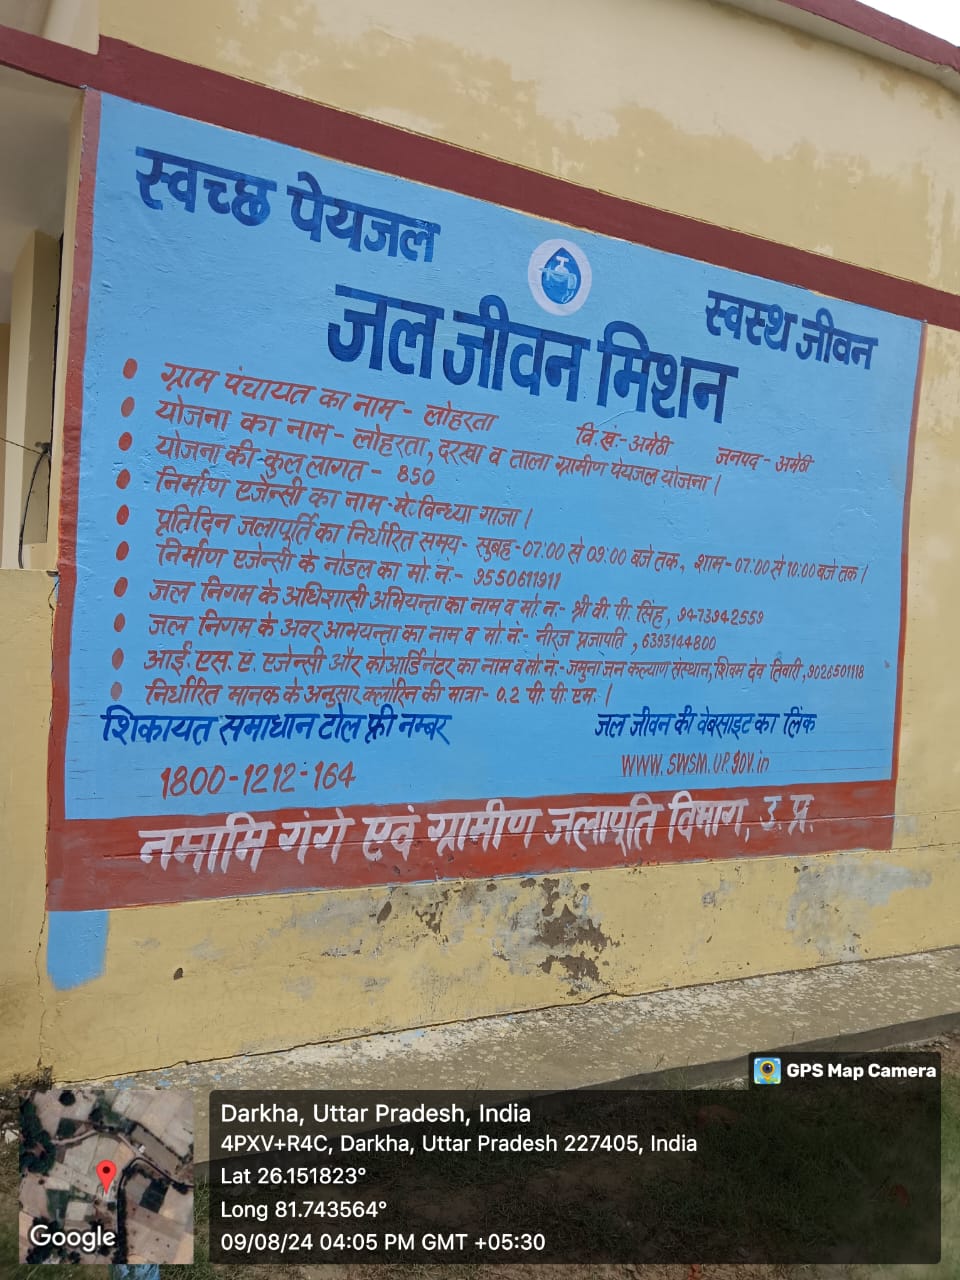 स्वच्छ पेयजल
स्वस्थ जीवन
जल जीवन मिशन
ग्राम पंचायत का नाम - लोहरता वि.खं:- अमेठी जनपद - अमेठी
योजना का नाम - लोहरता, दरखा व ताला ग्रामीण पेयजल योजना।
योजना की कुल लागत - 850
निर्माण एजेन्सी का नाम - मे. विन्ध्या गाजा।
प्रतिदिन जलापूर्ति का निर्धारित समय - सुबह - 07:00 से 09:00 बजे तक, शाम - 07:00 से 10:00 बजे तक।
निर्माण एजेन्सी के नोडल का मो. न. - 9550611911
जल निगम के अधिशासी अभियन्ता का नाम व मो. न:- श्री वी. पी. सिंह, 9473942559
जल निगम के अवर आभयन्ता का नाम व मो. न.:- नीरज प्रजापति, 6393144800
आई. एस. ए. एजेन्सी और कोआर्डिनेटर का नाम व मो. न.:- जमुना जन कल्याण संस्थान, शिवम देव तिवारी, 9026501118
निर्धारित मानक के अनुसार क्लोरिन की मात्रा - 0.2 पी. पी. एम.।
शिकायत समाधान टोल फ्री नम्बर
1800-1212-164
जल जीवन की वेबसाइट का लिंक
WWW.SWSM.UP.gov.in
नमामि गंगे एवं ग्रामीण जलापूति विभाग, उ. प्र.
GPS Map Camera
Darkha, Uttar Pradesh, India
4PXV+R4C, Darkha, Uttar Pradesh 227405, India
Lat 26.151823°
Long 81.743564°
09/08/24 04:05 PM GMT +05:30
Google